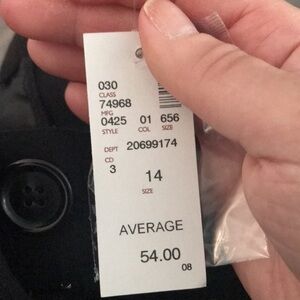 030
CLASS
74968
MFG
0425 01 656
STYLE COL SIZE
DEPT 20699174
CD
3
14
SIZE
AVERAGE
54.00
08